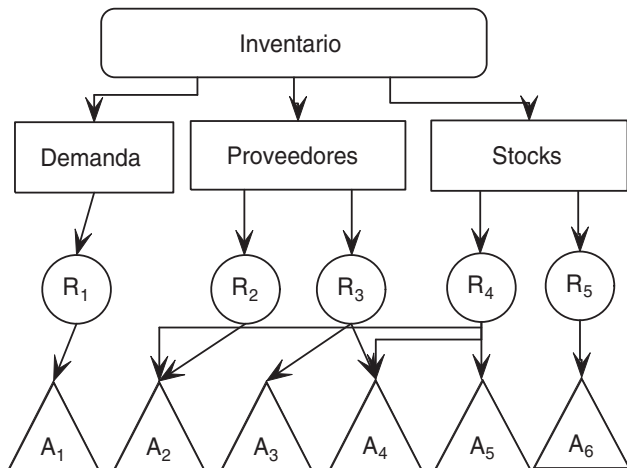 Inventario
Demanda
Proveedores
Stocks
R₁
R₂
R₃
R₄
R₅
A₁
A₂
A₃
A₄
A₅
A₆